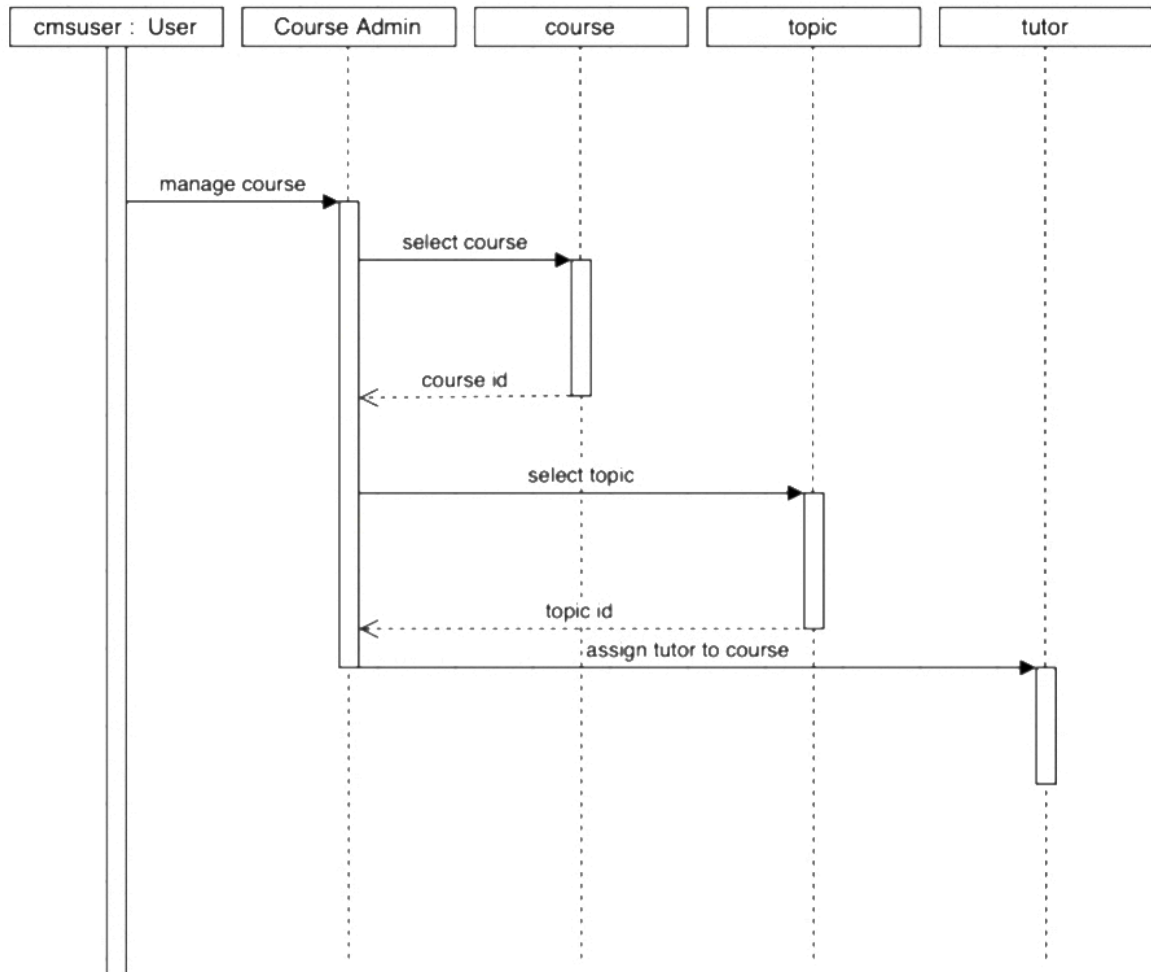 cmsuser : User
Course Admin
course
topic
tutor
manage course
select course
course id
select topic
topic id
assign tutor to course